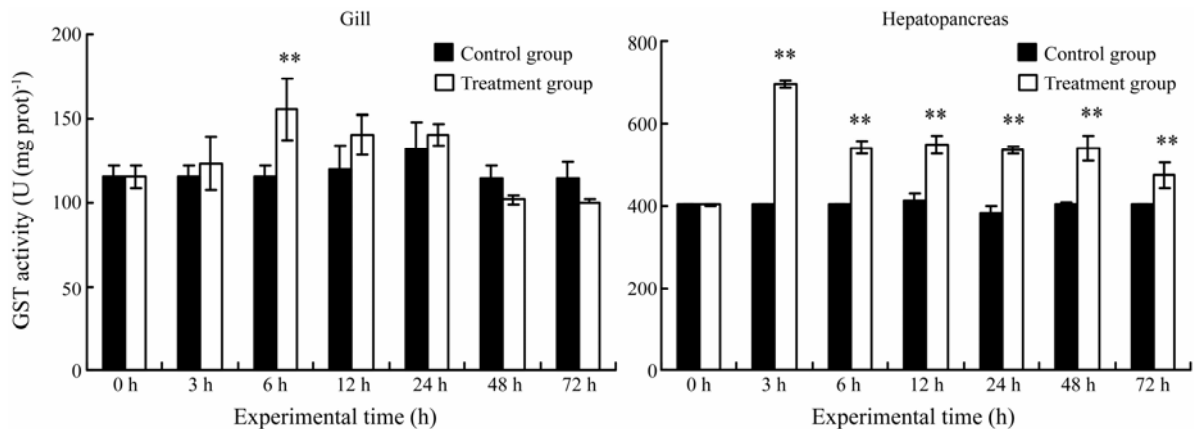 Gill
GST activity (U (mg prot)-1)
200
150
100
50
0
Control group
Treatment group
**
0 h 3 h 6 h 12 h 24 h 48 h 72 h
Experimental time (h)
Hepatopancreas
800
600
400
200
0
Control group
Treatment group
** ** ** ** ** **
0 h 3 h 6 h 12 h 24 h 48 h 72 h
Experimental time (h)